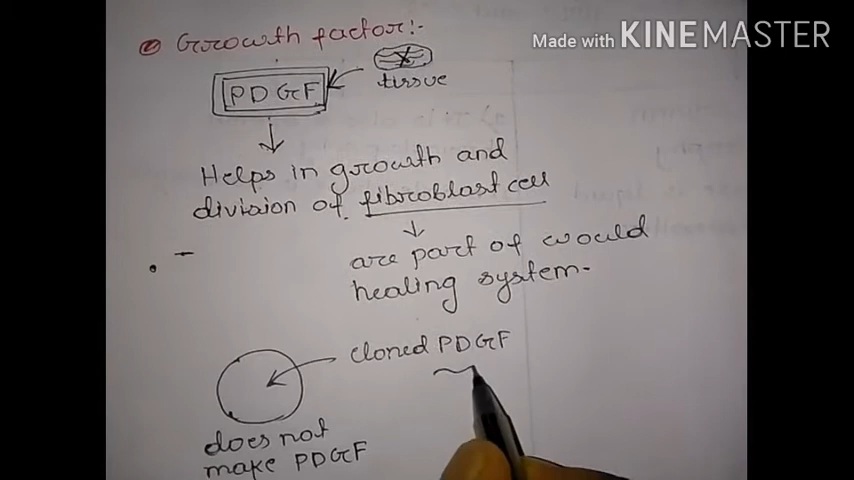 Made with KINEMASTER
Growth factor:-
PDGF
tissue
Helps in growth and
division of fibroblast cell
are part of would
healing system.
cloned PDGF
does not
make PDGF